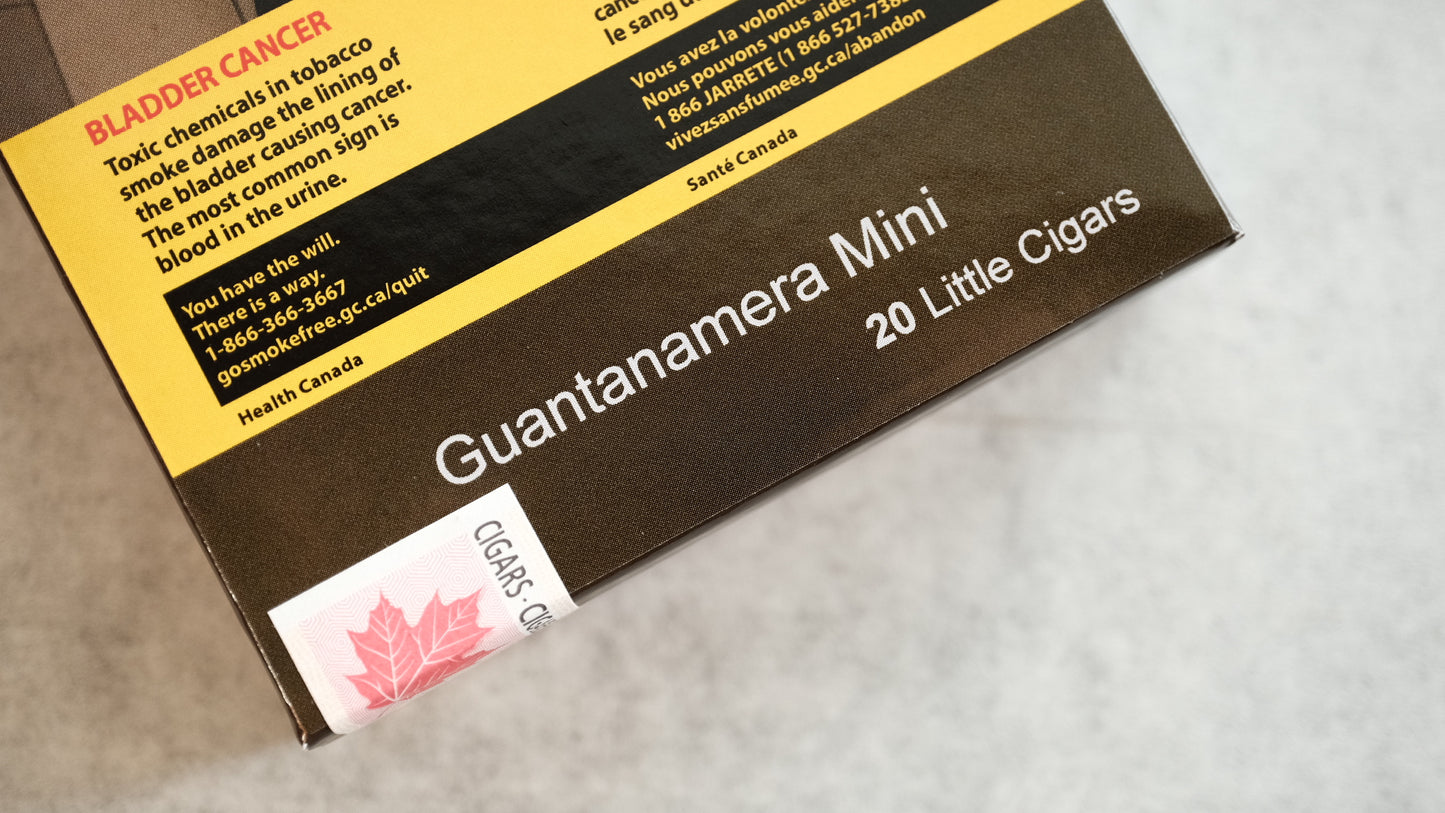 BLADDER CANCER
Toxic chemicals in tobacco
smoke damage the lining of
the bladder causing cancer.
The most common sign is
blood in the urine.
You have the will.
There is a way.
1-866-366-3667
gosmokefree.gc.ca/quit
Health Canada
le sang
Vous avez la
Nous pouvons vous aider
1 866 JARRETE (1 866 527-7383
vivezsansfumee.gc.ca/abandon
Santé Canada
Guantanamera Mini
20 Little Cigars
CIGARS